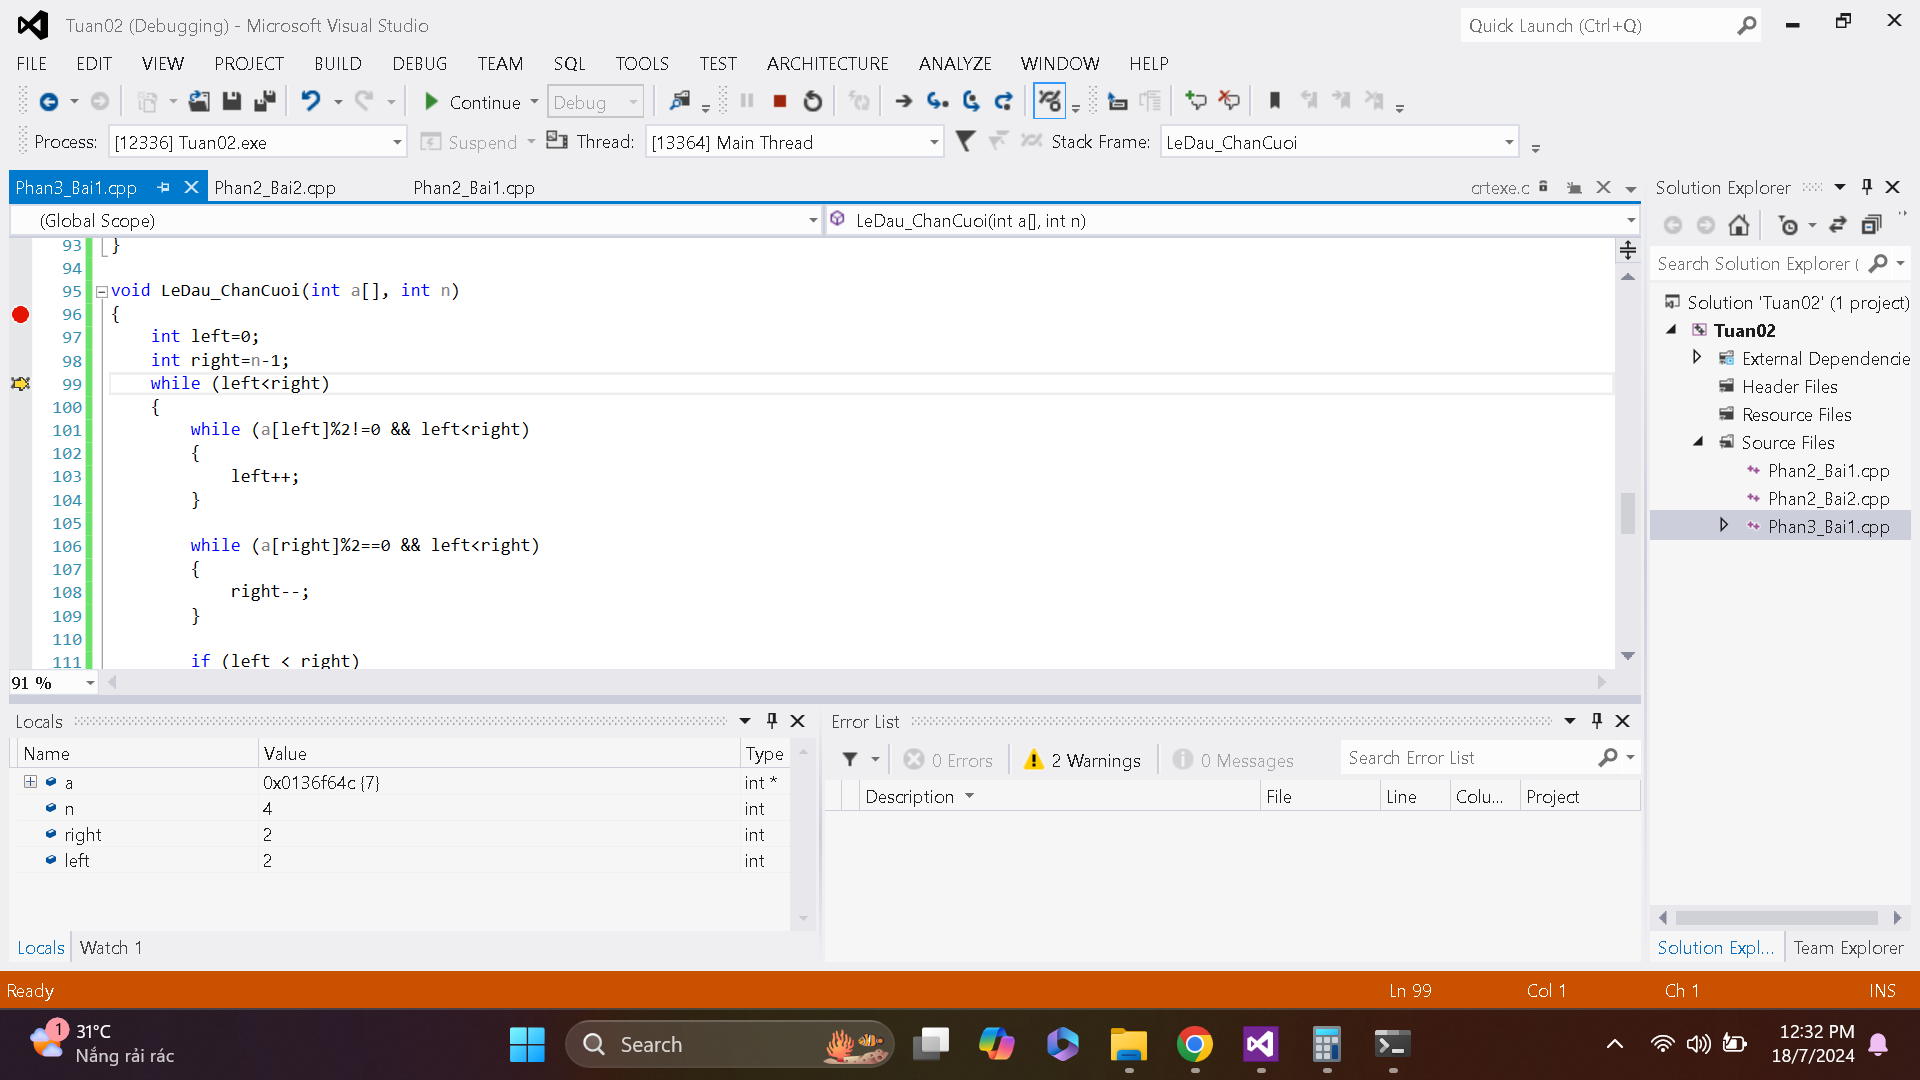 Tuan02 (Debugging) - Microsoft Visual Studio
Quick Launch (Ctrl+Q)
FILE EDIT VIEW PROJECT BUILD DEBUG TEAM SQL TOOLS TEST ARCHITECTURE ANALYZE WINDOW HELP
Continue Debug
Process: [12336] Tuan02.exe Suspend Thread: [13364] Main Thread Stack Frame: LeDau_ChanCuoi
Phan3_Bai1.cpp Phan2_Bai2.cpp Phan2_Bai1.cpp crtexe.c
(Global Scope) LeDau_ChanCuoi(int a[], int n)
93 }
94
95 void LeDau_ChanCuoi(int a[], int n)
96 {
97 int left=0;
98 int right=n-1;
99 while (left<right)
100 {
101 while (a[left]%2!=0 && left<right)
102 {
103 left++;
104 }
105
106 while (a[right]%2==0 && left<right)
107 {
108 right--;
109 }
110
111 if (left < right)
91 %
Solution Explorer
Search Solution Explorer (
Solution 'Tuan02' (1 project)
Tuan02
External Dependencie
Header Files
Resource Files
Source Files
Phan2_Bai1.cpp
Phan2_Bai2.cpp
Phan3_Bai1.cpp
Solution Expl... Team Explorer
Locals
Name Value Type
a 0x0136f64c {7} int *
n 4 int
right 2 int
left 2 int
Locals Watch 1
Error List
0 Errors 2 Warnings 0 Messages Search Error List
Description File Line Colu... Project
Ready Ln 99 Col 1 Ch 1 INS
1
31°C
Nắng rải rác
Search
12:32 PM
18/7/2024